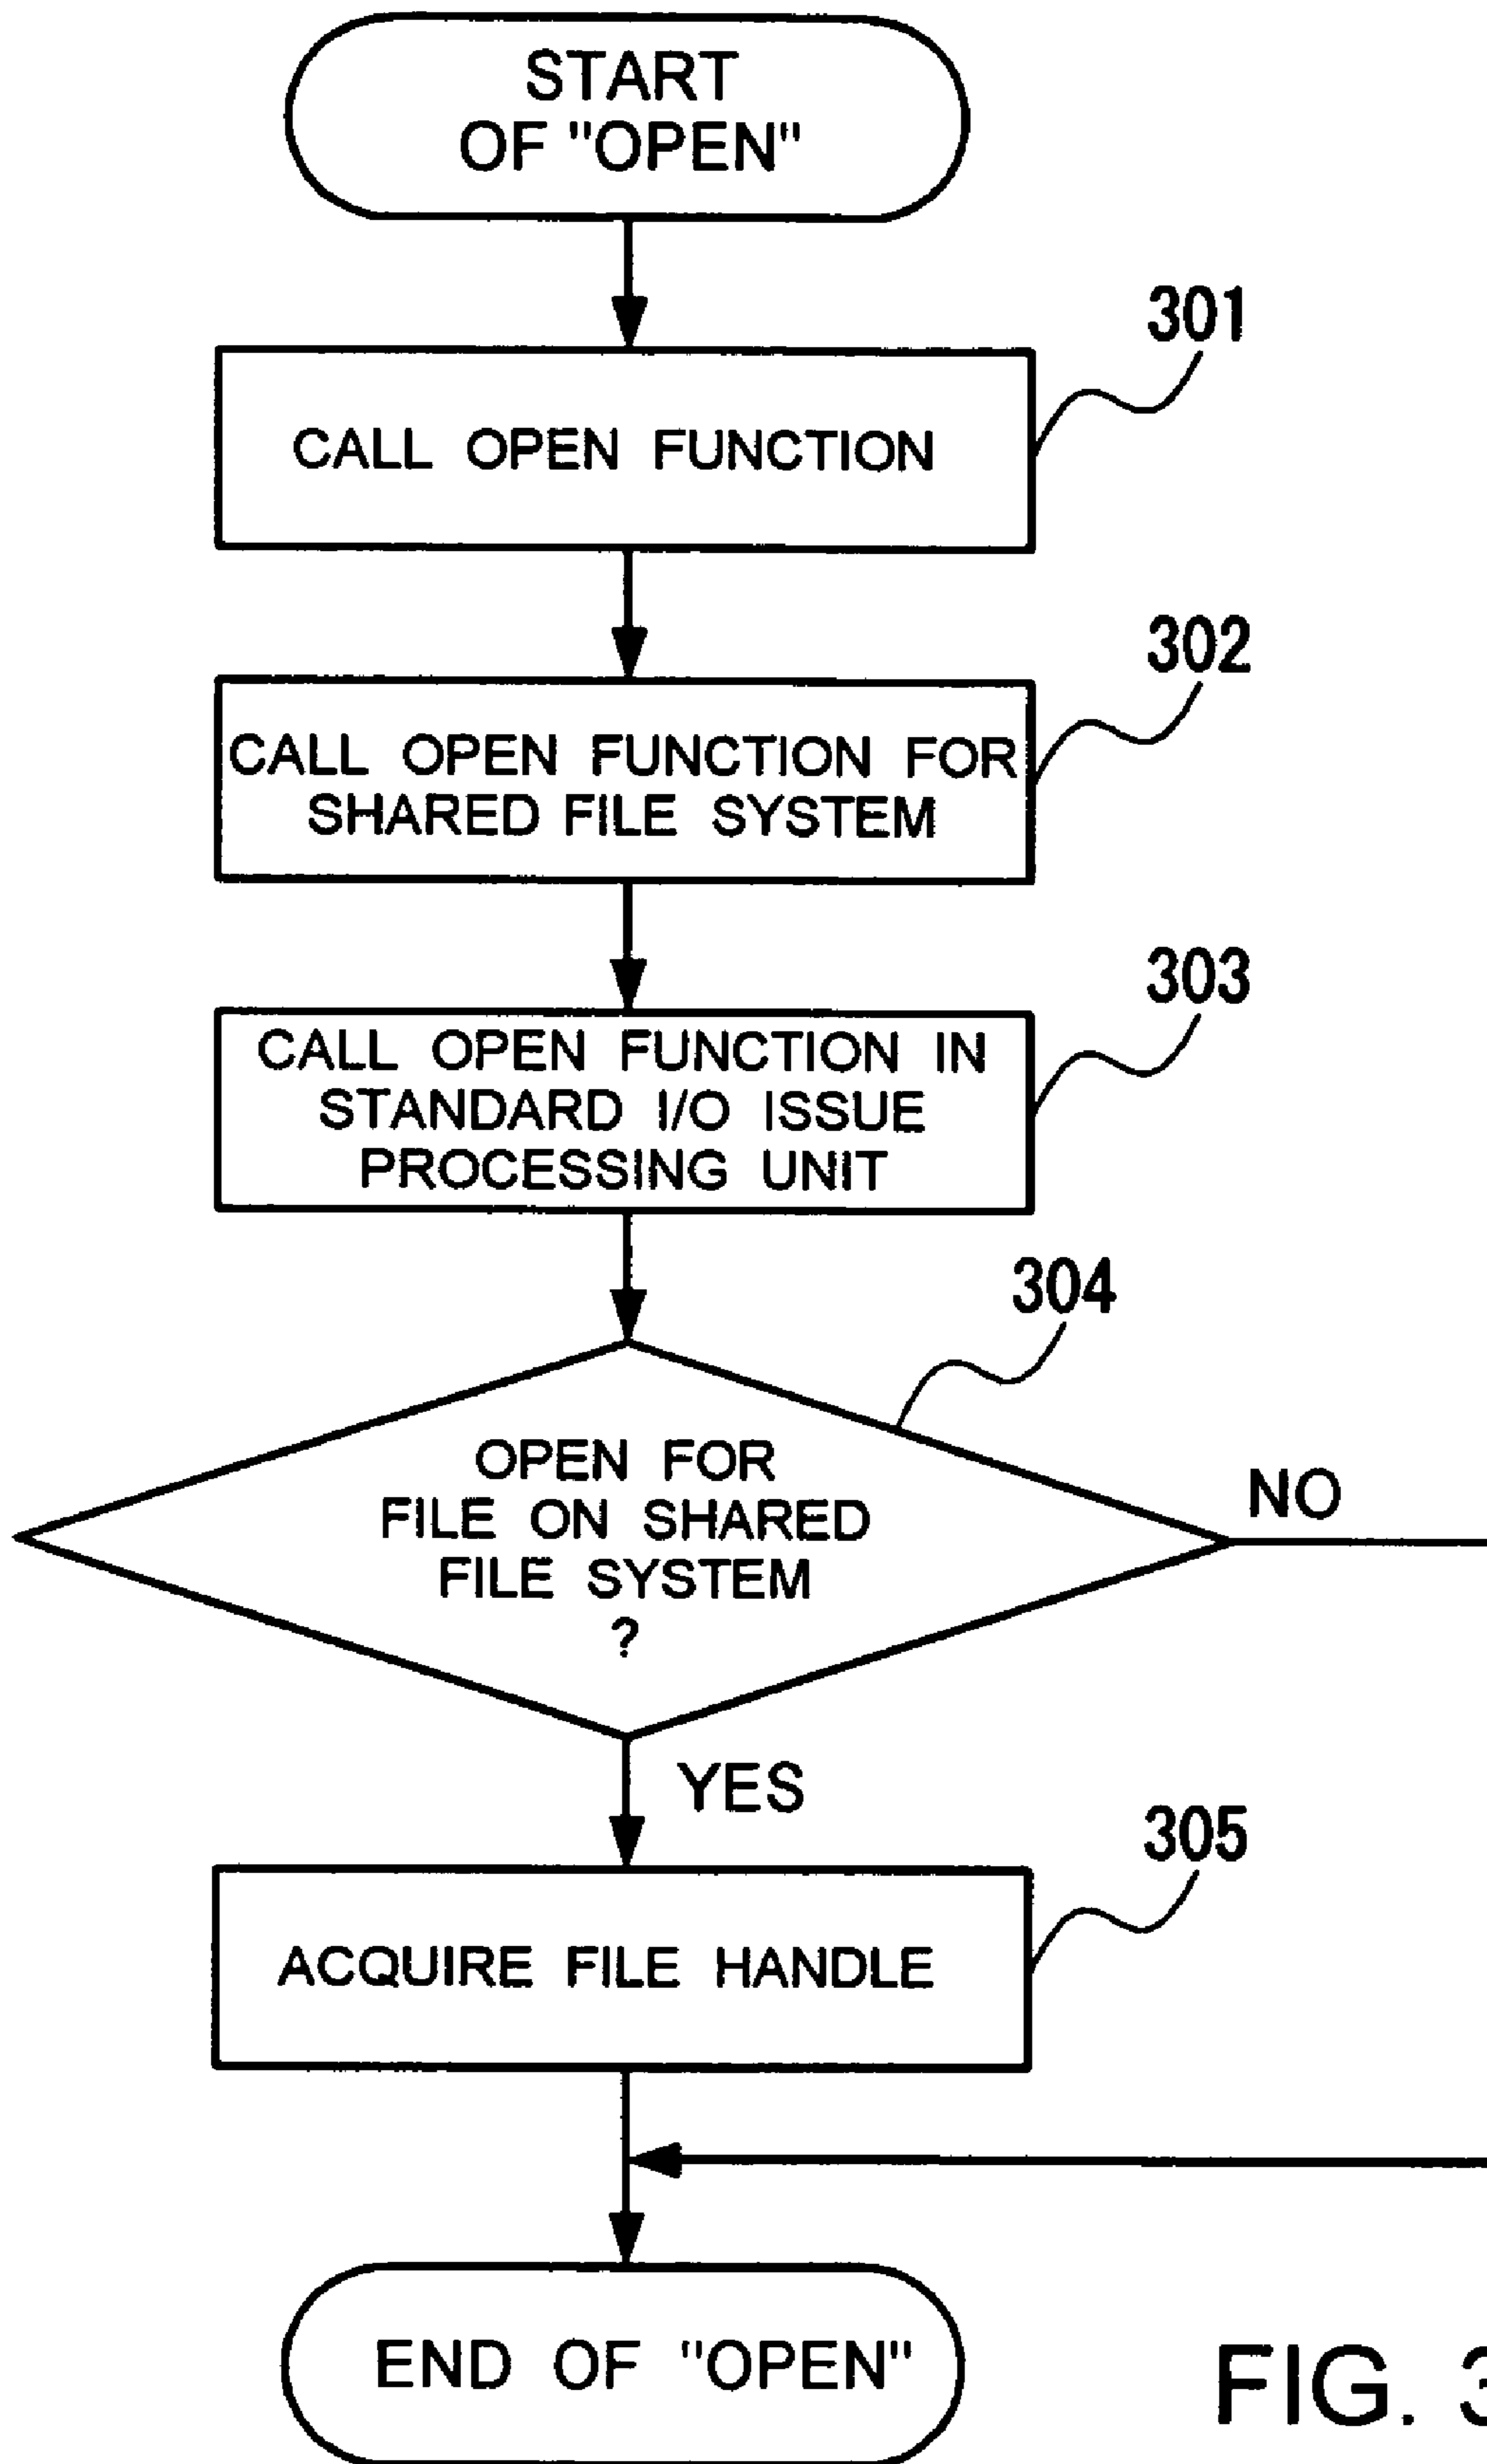 START
OF "OPEN"
301
CALL OPEN FUNCTION
302
CALL OPEN FUNCTION FOR
SHARED FILE SYSTEM
303
CALL OPEN FUNCTION IN
STANDARD I/O ISSUE
PROCESSING UNIT
304
OPEN FOR
FILE ON SHARED
FILE SYSTEM
?
NO
YES
305
ACQUIRE FILE HANDLE
END OF "OPEN"
FIG. 3